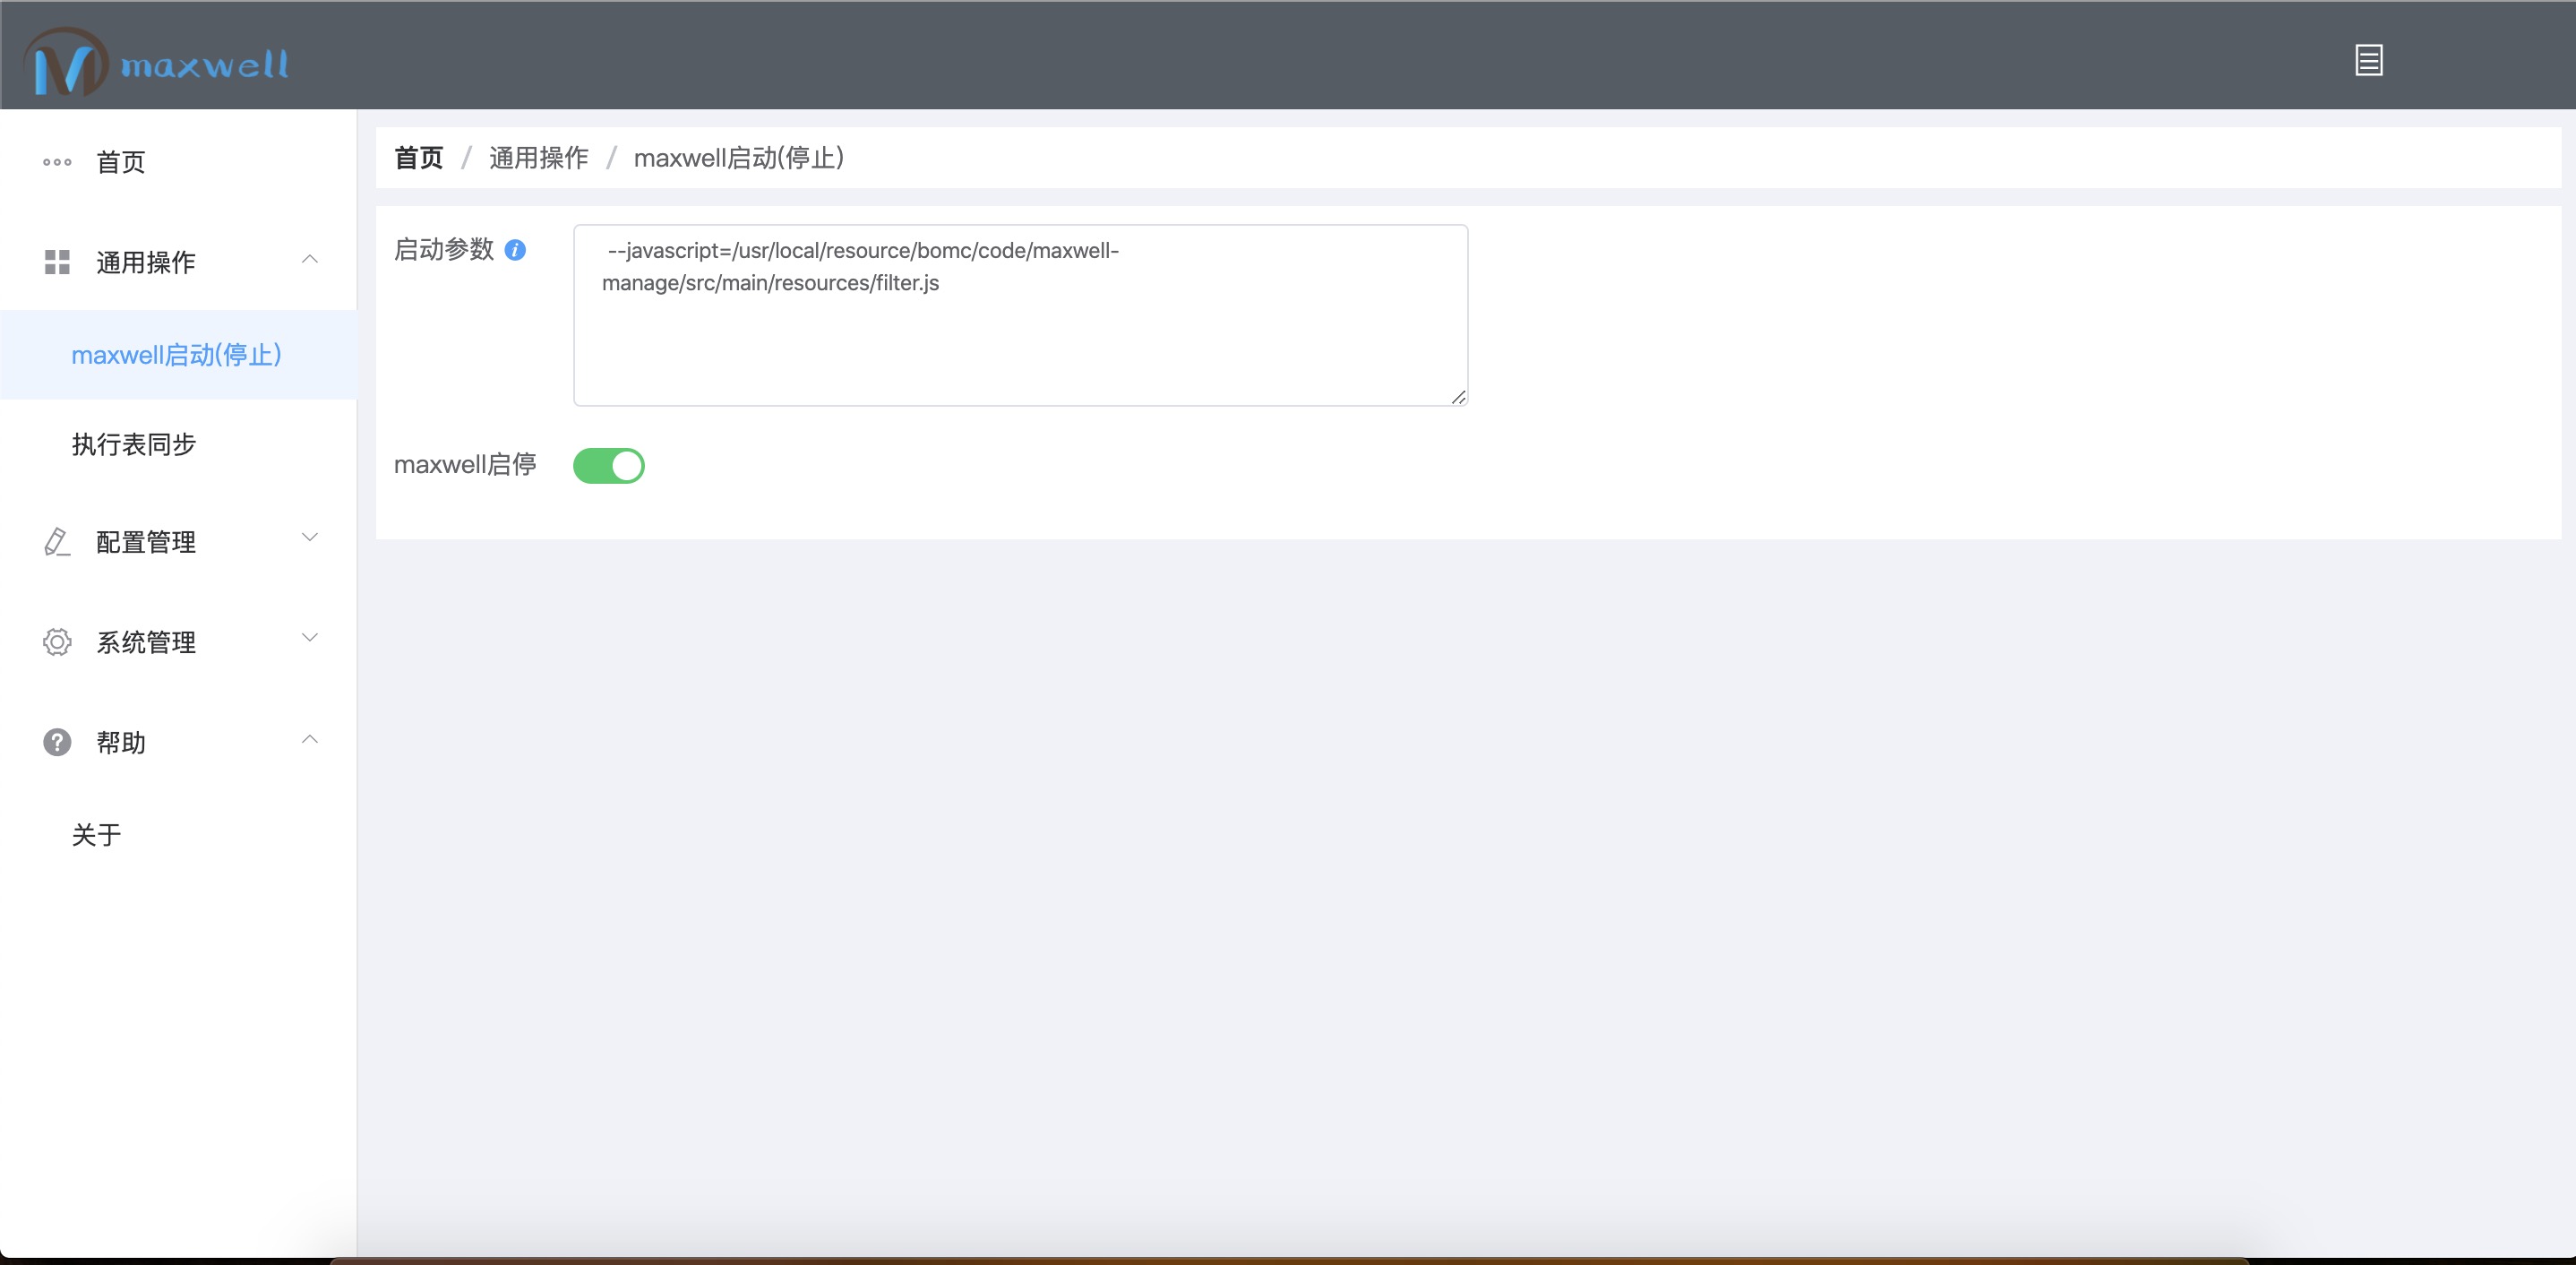 maxwell
首页
通用操作
maxwell启动(停止)
执行表同步
配置管理
系统管理
帮助
关于
首页 / 通用操作 / maxwell启动(停止)
启动参数
--javascript=/usr/local/resource/bomc/code/maxwell-
manage/src/main/resources/filter.js
maxwell启停